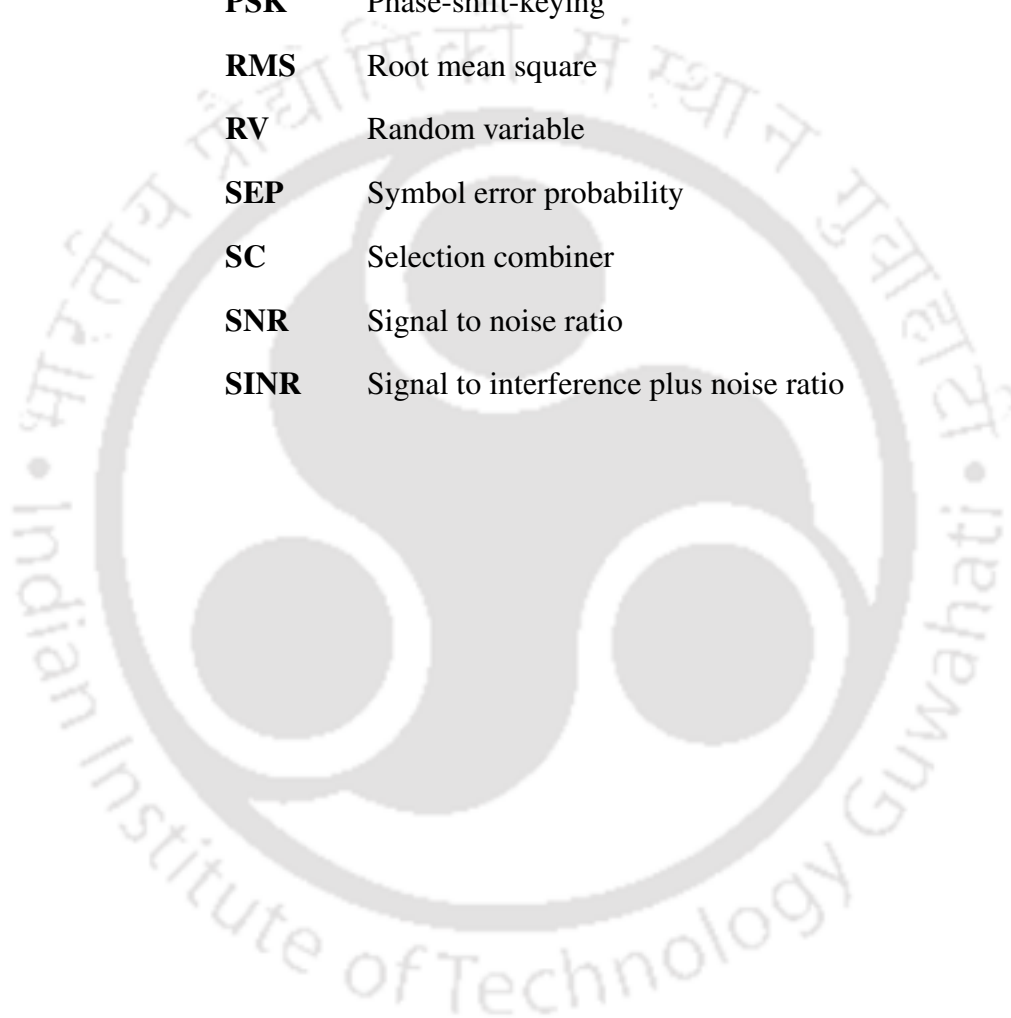 PSK Phase-shift-keying
RMS Root mean square
RV Random variable
SEP Symbol error probability
SC Selection combiner
SNR Signal to noise ratio
SINR Signal to interference plus noise ratio
भारतीय प्रौद्योगिकी संस्थान गुवाहाटी
• Indian Institute of Technology Guwahati •